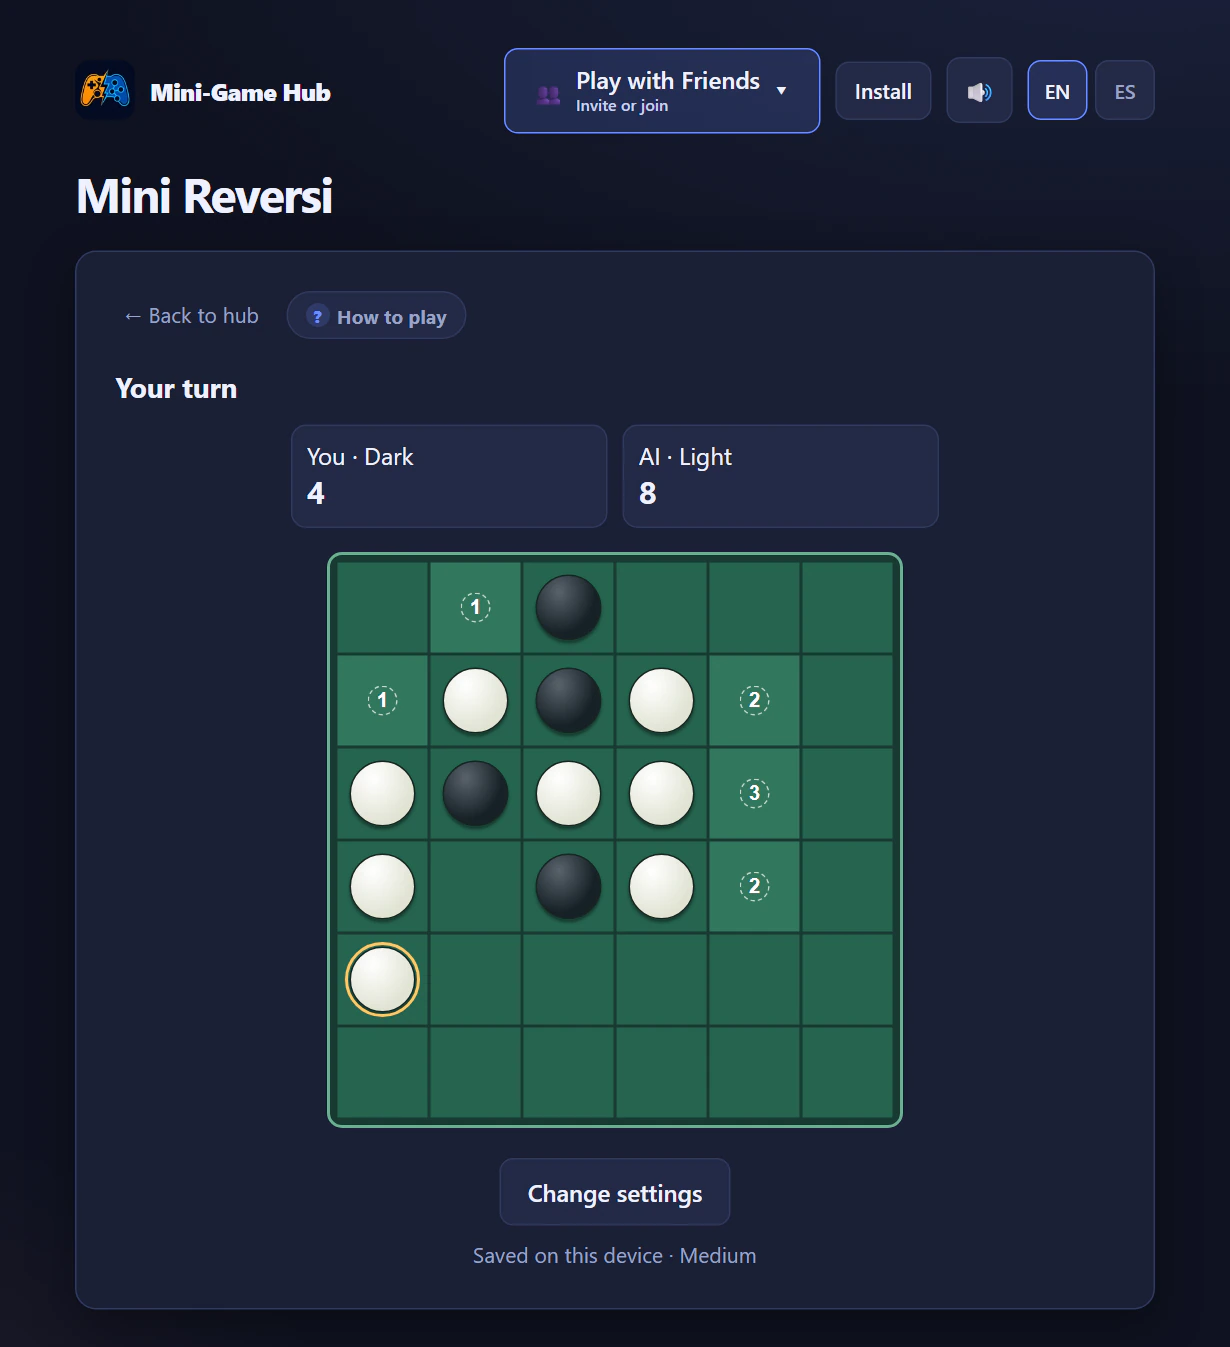 Mini-Game Hub
Play with Friends ▼
Invite or join
Install
EN
ES
Mini Reversi
← Back to hub
? How to play
Your turn
You · Dark
4
AI · Light
8
1
1
2
3
2
Change settings
Saved on this device · Medium